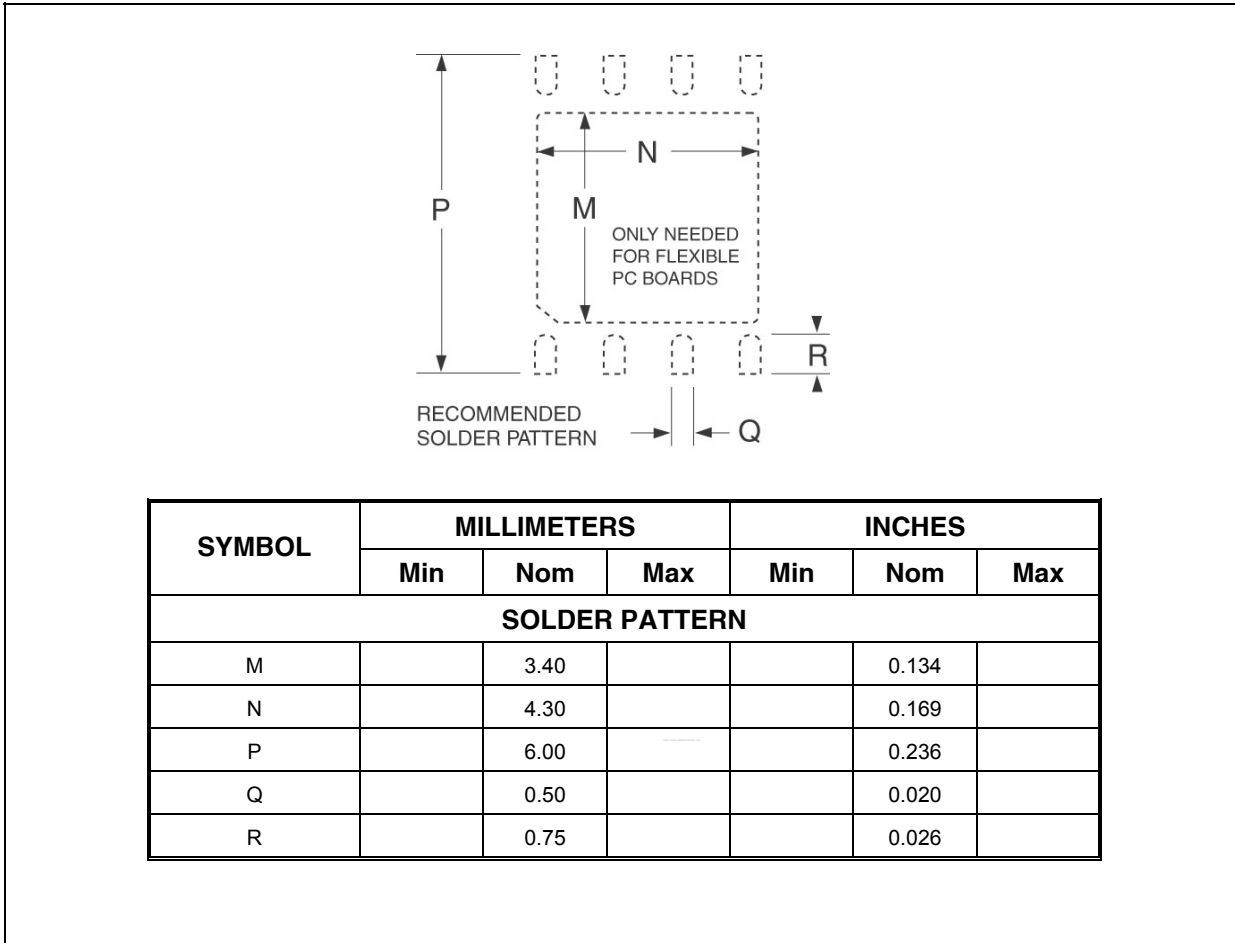 P
N
M
ONLY NEEDED
FOR FLEXIBLE
PC BOARDS
R
RECOMMENDED
SOLDER PATTERN
Q
SYMBOL MILLIMETERS INCHES
Min Nom Max Min Nom Max
SOLDER PATTERN
M 3.40 0.134
N 4.30 0.169
P 6.00 0.236
Q 0.50 0.020
R 0.75 0.026